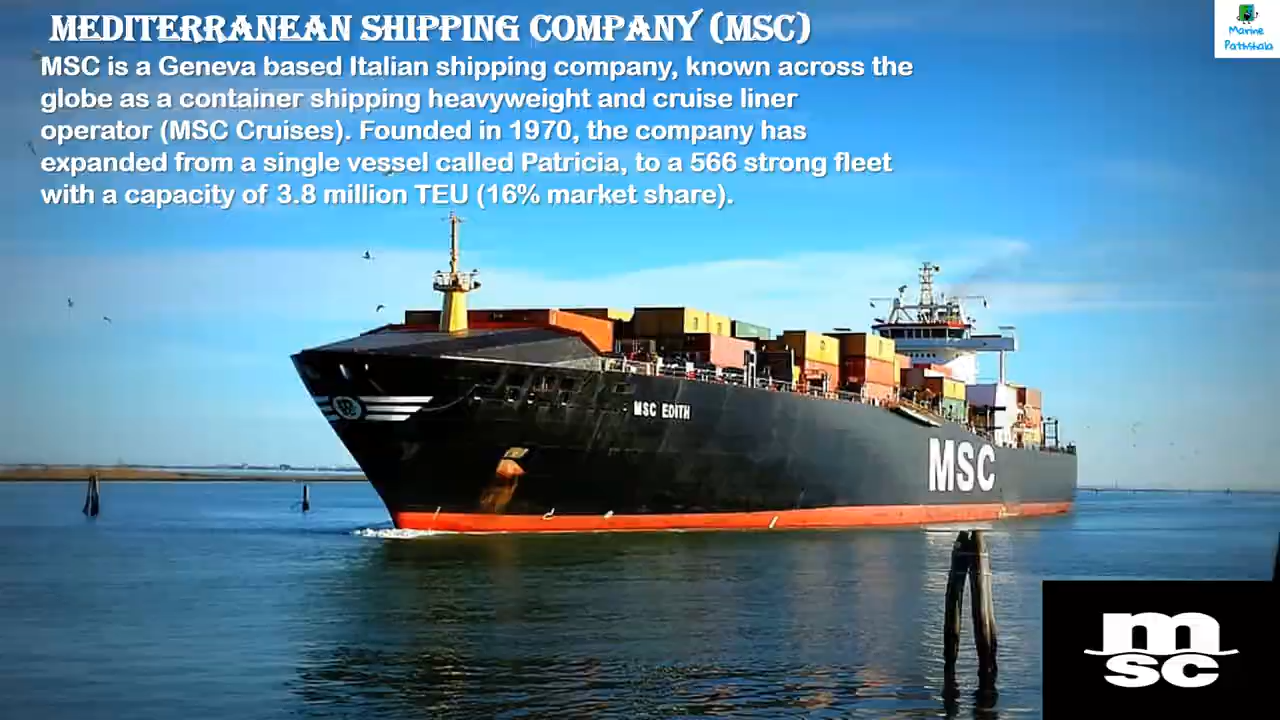 MEDITERRANEAN SHIPPING COMPANY (MSC)
Marine
Pathshala
MSC is a Geneva based Italian shipping company, known across the
globe as a container shipping heavyweight and cruise liner
operator (MSC Cruises). Founded in 1970, the company has
expanded from a single vessel called Patricia, to a 566 strong fleet
with a capacity of 3.8 million TEU (16% market share).
MSC EDITH
MSC
m
sc